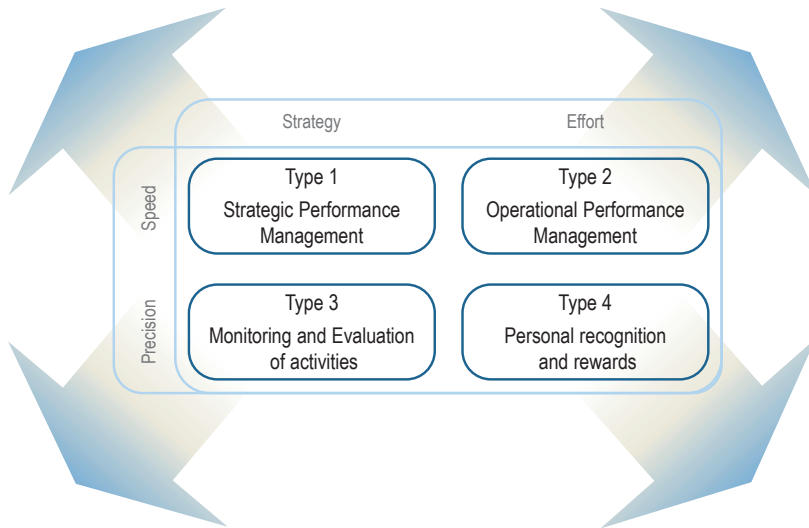 Strategy
Effort
Speed
Type 1
Strategic Performance
Management
Type 2
Operational Performance
Management
Precision
Type 3
Monitoring and Evaluation
of activities
Type 4
Personal recognition
and rewards